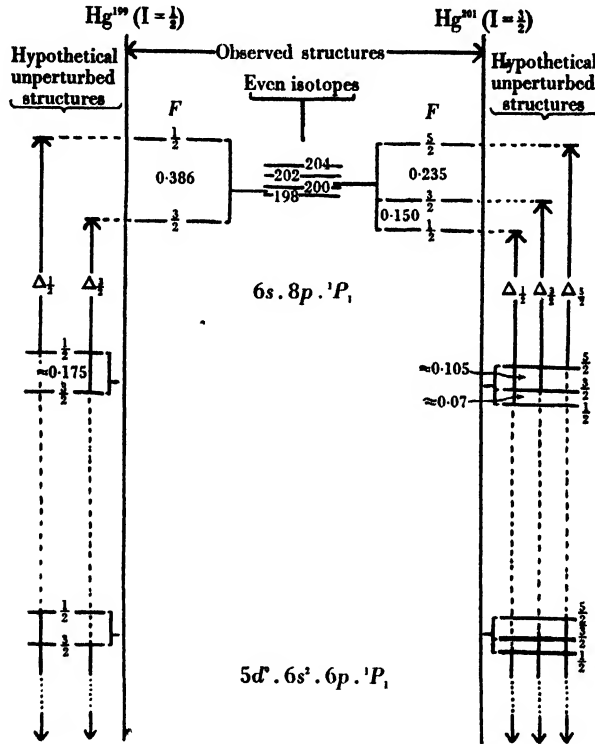 Hg¹⁹⁹ (I = ½) Hg²⁰¹ (I = 3/2)
Hypothetical unperturbed structures
Observed structures
Hypothetical unperturbed structures
Even isotopes
F F
1/2 5/2
204
202
200
198
0·386 0·235
3/2 3/2
0·150
1/2
Δ1/2 Δ3/2 6s.8p.¹P₁ Δ1/2 Δ3/2 Δ5/2
1/2 5/2
≈0·175 ≈0·105
3/2 3/2
≈0·07 1/2
1/2 5/2
3/2 3/2
1/2
5d⁹.6s².6p.¹P₁